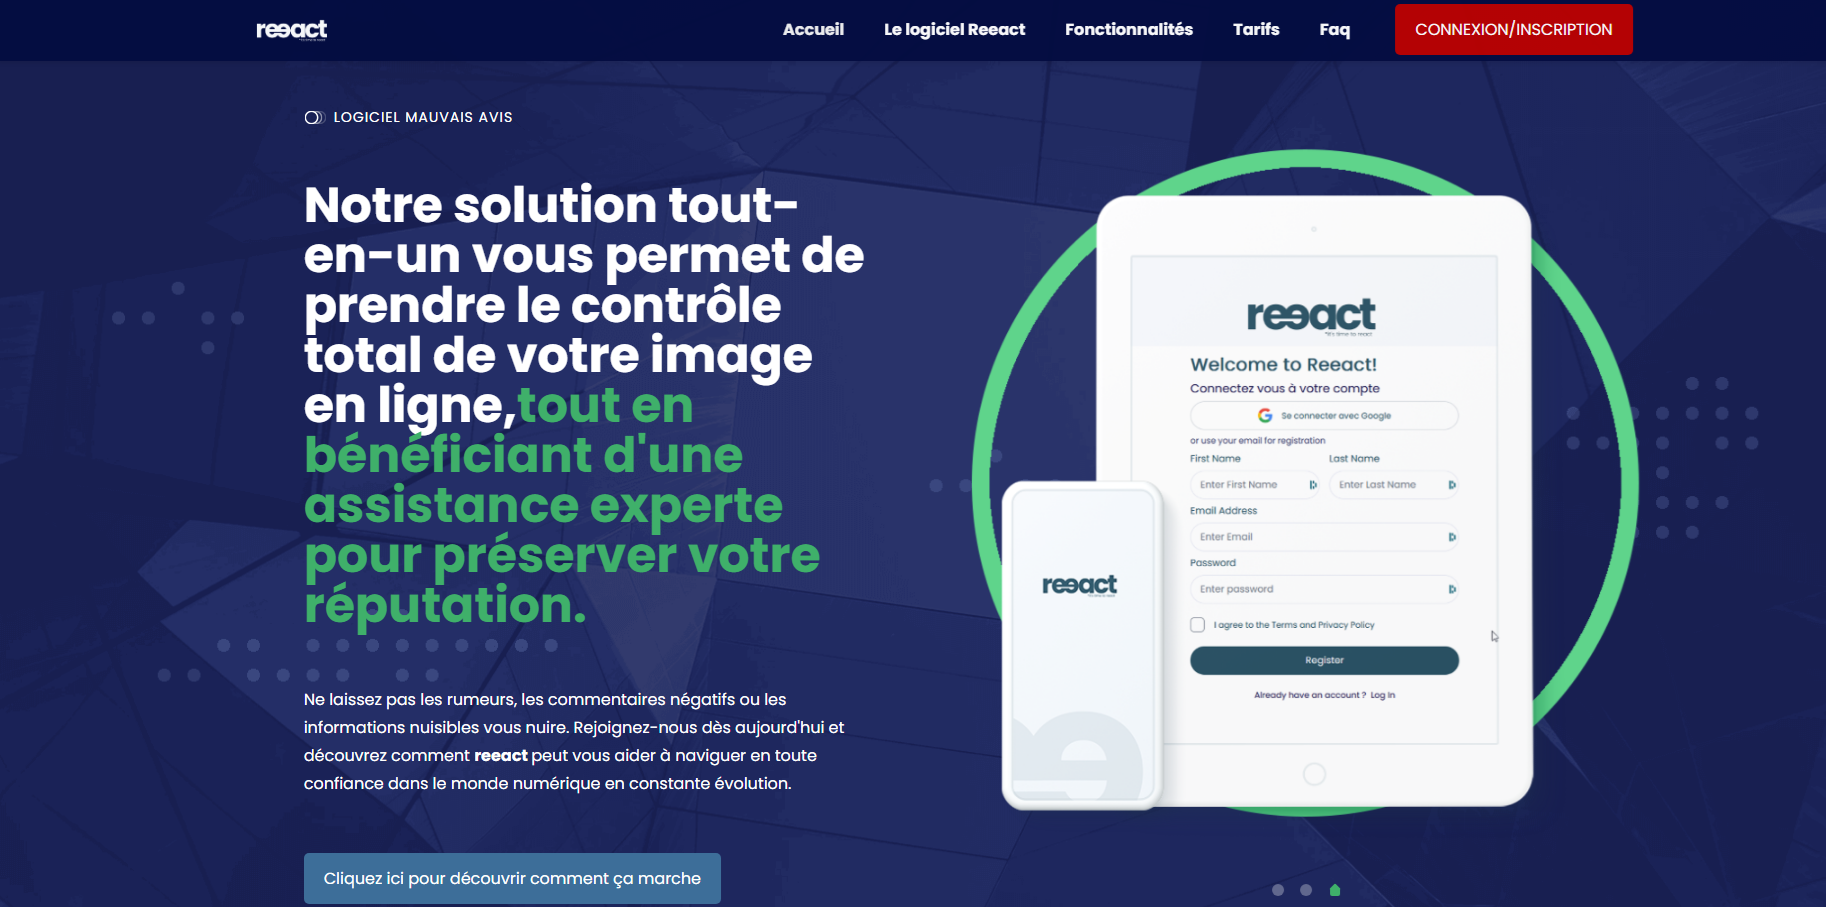 reeact
Accueil
Le logiciel Reeact
Fonctionnalités
Tarifs
Faq
CONNEXION/INSCRIPTION
LOGICIEL MAUVAIS AVIS
Notre solution tout-
en-un vous permet de
prendre le contrôle
total de votre image
en ligne,tout en
bénéficiant d'une
assistance experte
pour préserver votre
réputation.
Ne laissez pas les rumeurs, les commentaires négatifs ou les
informations nuisibles vous nuire. Rejoignez-nous dès aujourd'hui et
découvrez comment reeact peut vous aider à naviguer en toute
confiance dans le monde numérique en constante évolution.
Cliquez ici pour découvrir comment ça marche
reeact
"It's time to react
Welcome to Reeact!
Connectez vous à votre compte
Se connecter avec Google
or use your email for registration
First Name Last Name
Enter First Name Enter Last Name
Email Address
Enter Email
Password
Enter password
I agree to the Terms and Privacy Policy
Register
Already have an account ? Log In
reeact